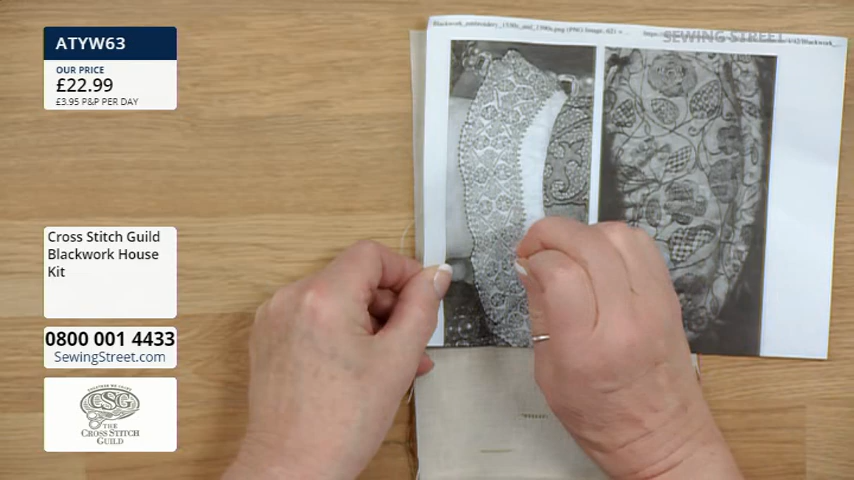 ATYW63
OUR PRICE
£22.99
£3.95 P&P PER DAY
Cross Stitch Guild
Blackwork House
Kit
0800 001 4433
SewingStreet.com
CSG
THE
CROSS STITCH
GUILD
SEWING STREET